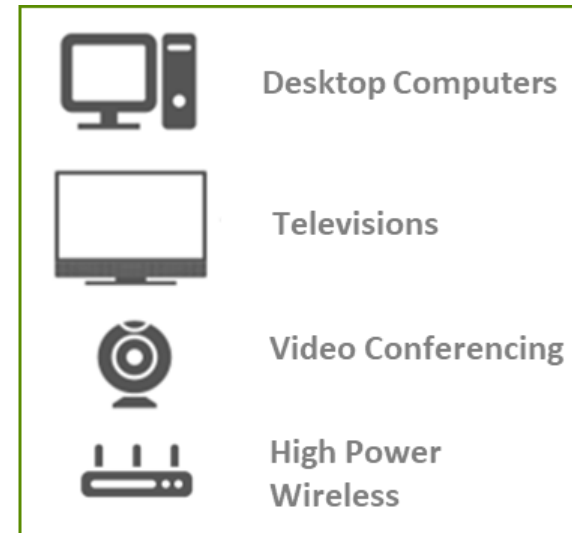 Desktop Computers
Televisions
Video Conferencing
High Power
Wireless